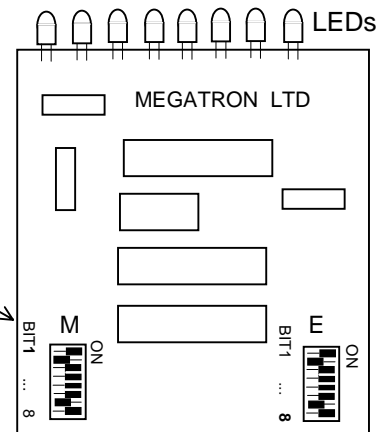 LEDs
MEGATRON LTD
M
BIT1 ... 8
ON
E
BIT1 ... 8
ON